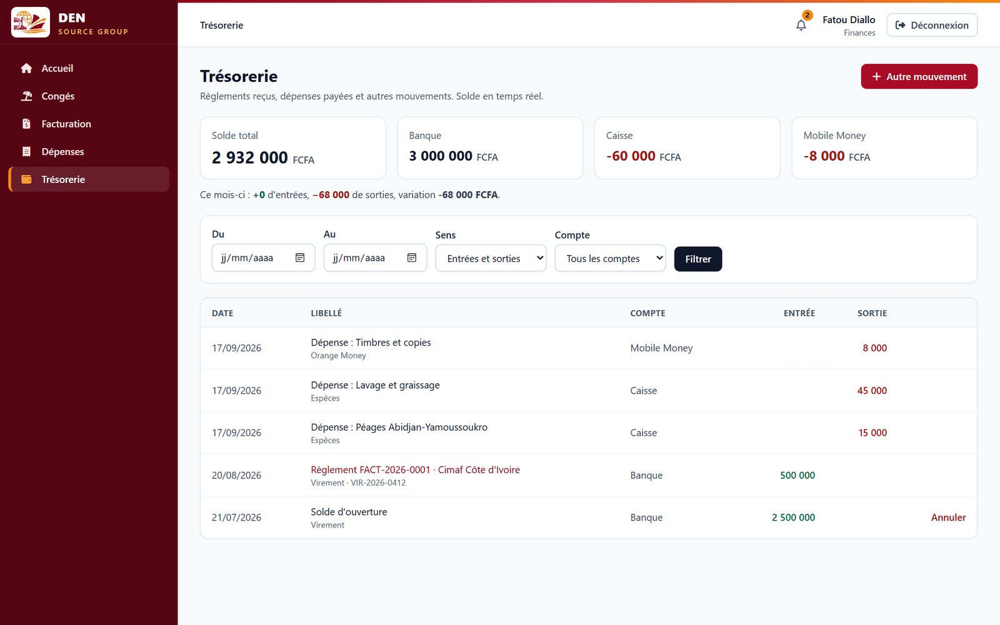 DEN
SOURCE GROUP
Accueil
Congés
Facturation
Dépenses
Trésorerie
Trésorerie
2
Fatou Diallo
Finances
Déconnexion
Trésorerie
Règlements reçus, dépenses payées et autres mouvements. Solde en temps réel.
+ Autre mouvement
Solde total
2 932 000 FCFA
Banque
3 000 000 FCFA
Caisse
-60 000 FCFA
Mobile Money
-8 000 FCFA
Ce mois-ci : +0 d'entrées, −68 000 de sorties, variation -68 000 FCFA.
Du
jj/mm/aaaa
Au
jj/mm/aaaa
Sens
Entrées et sorties
Compte
Tous les comptes
Filtrer
DATE LIBELLÉ COMPTE ENTRÉE SORTIE
17/09/2026 Dépense : Timbres et copies Mobile Money 8 000
Orange Money
17/09/2026 Dépense : Lavage et graissage Caisse 45 000
Espèces
17/09/2026 Dépense : Péages Abidjan-Yamoussoukro Caisse 15 000
Espèces
20/08/2026 Règlement FACT-2026-0001 · Cimaf Côte d'Ivoire Banque 500 000
Virement · VIR-2026-0412
21/07/2026 Solde d'ouverture Banque 2 500 000 Annuler
Virement